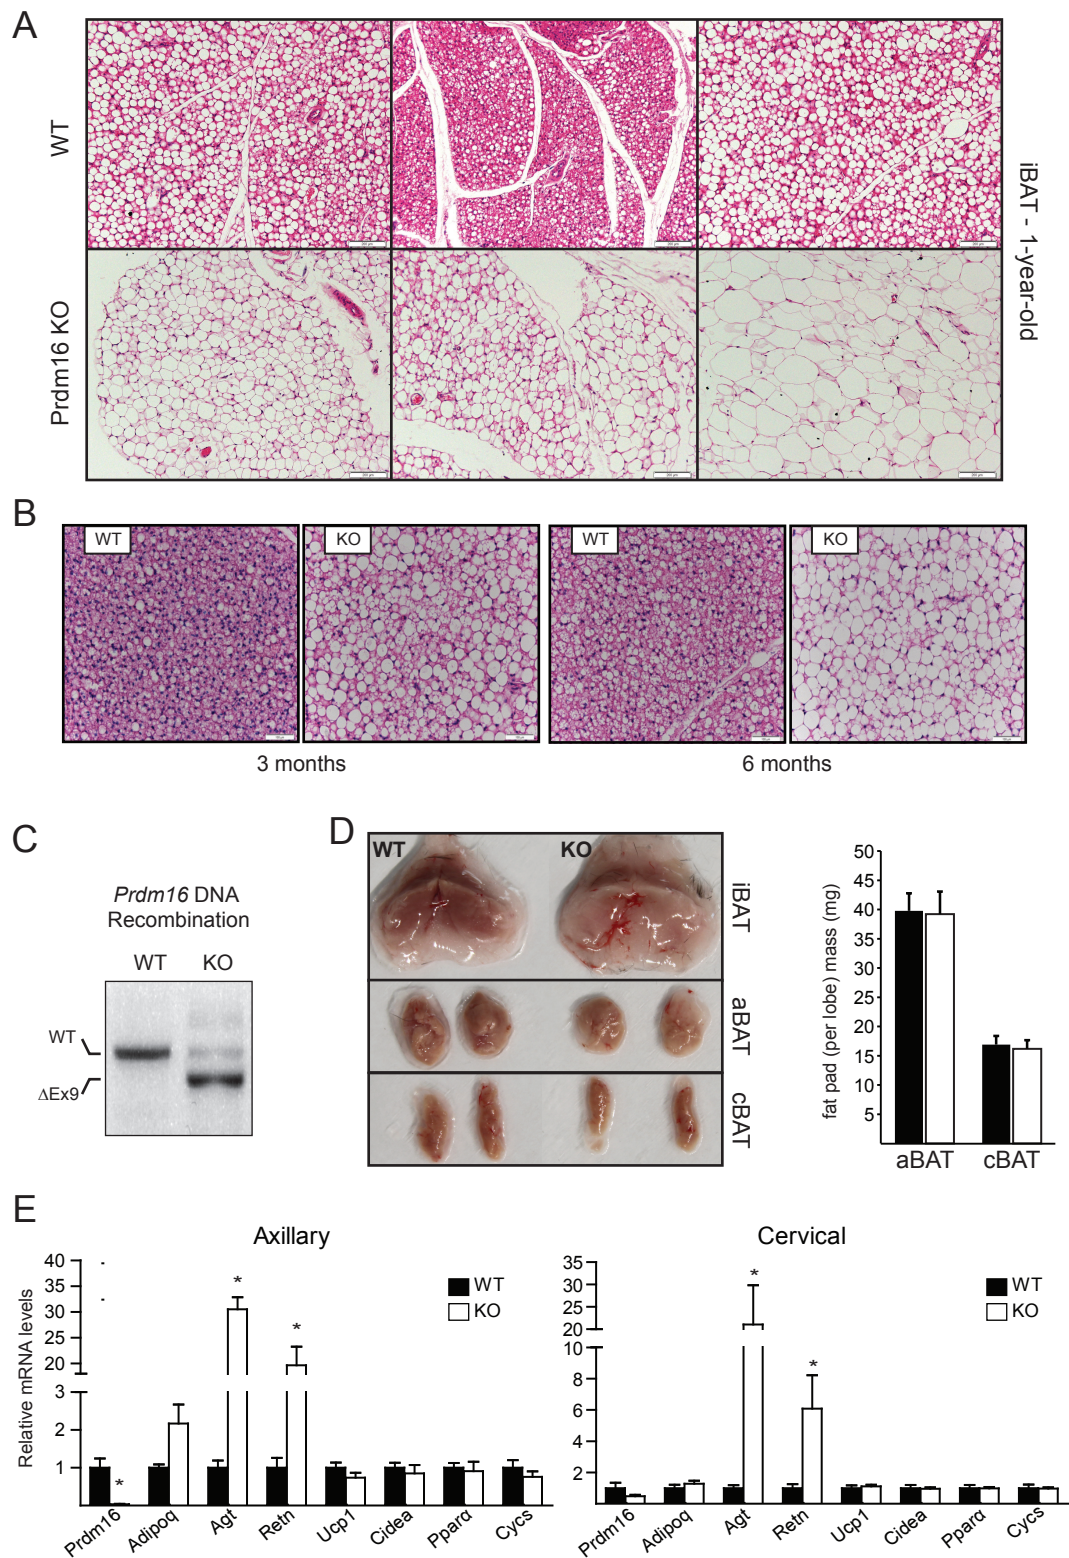 A
WT
Prdm16 KO
iBAT - 1-year-old
B
WT
KO
WT
KO
3 months
6 months
C
Prdm16 DNA
Recombination
WT KO
WT
ΔEx9
D
WT
KO
iBAT
aBAT
cBAT
fat pad (per lobe) mass (mg)
50
45
40
35
30
25
20
15
10
5
aBAT
cBAT
E
Axillary
Relative mRNA levels
40
35
30
25
20
3
2
1
*
*
*
WT
KO
Prdm16
Adipoq
Agt
Retn
Ucp1
Cidea
Pparα
Cycs
Cervical
35
30
25
20
10
8
6
4
2
*
*
WT
KO
Prdm16
Adipoq
Agt
Retn
Ucp1
Cidea
Pparα
Cycs